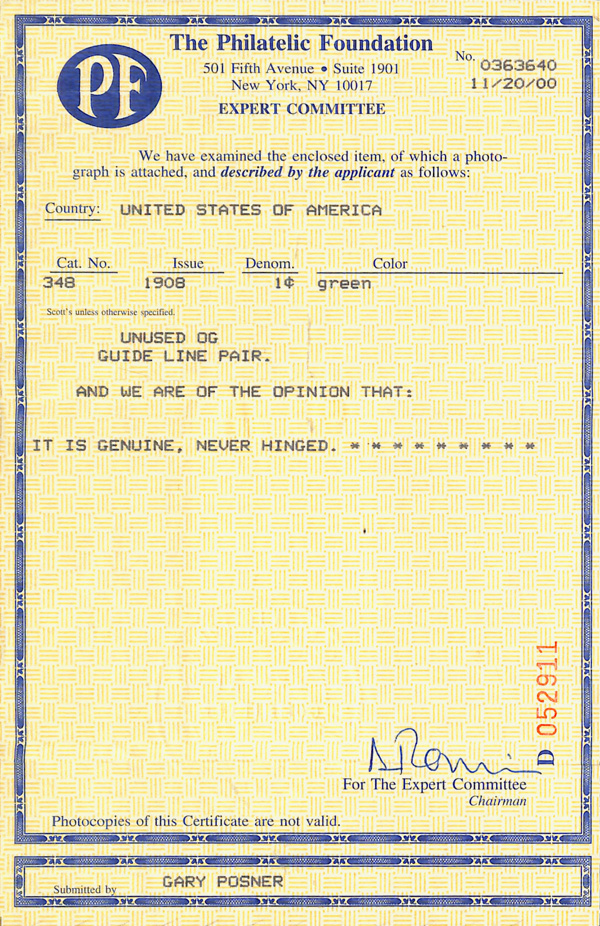 PF
The Philatelic Foundation
501 Fifth Avenue • Suite 1901
New York, NY 10017
EXPERT COMMITTEE
No. 0363640
11/20/00
We have examined the enclosed item, of which a photo-
graph is attached, and described by the applicant as follows:
Country: UNITED STATES OF AMERICA
Cat. No. Issue Denom. Color
348 1908 1¢ green
Scott's unless otherwise specified.
UNUSED OG
GUIDE LINE PAIR.
AND WE ARE OF THE OPINION THAT:
IT IS GENUINE, NEVER HINGED. * * * * * * * * *
D 052911
For The Expert Committee
Chairman
Photocopies of this Certificate are not valid.
Submitted by GARY POSNER